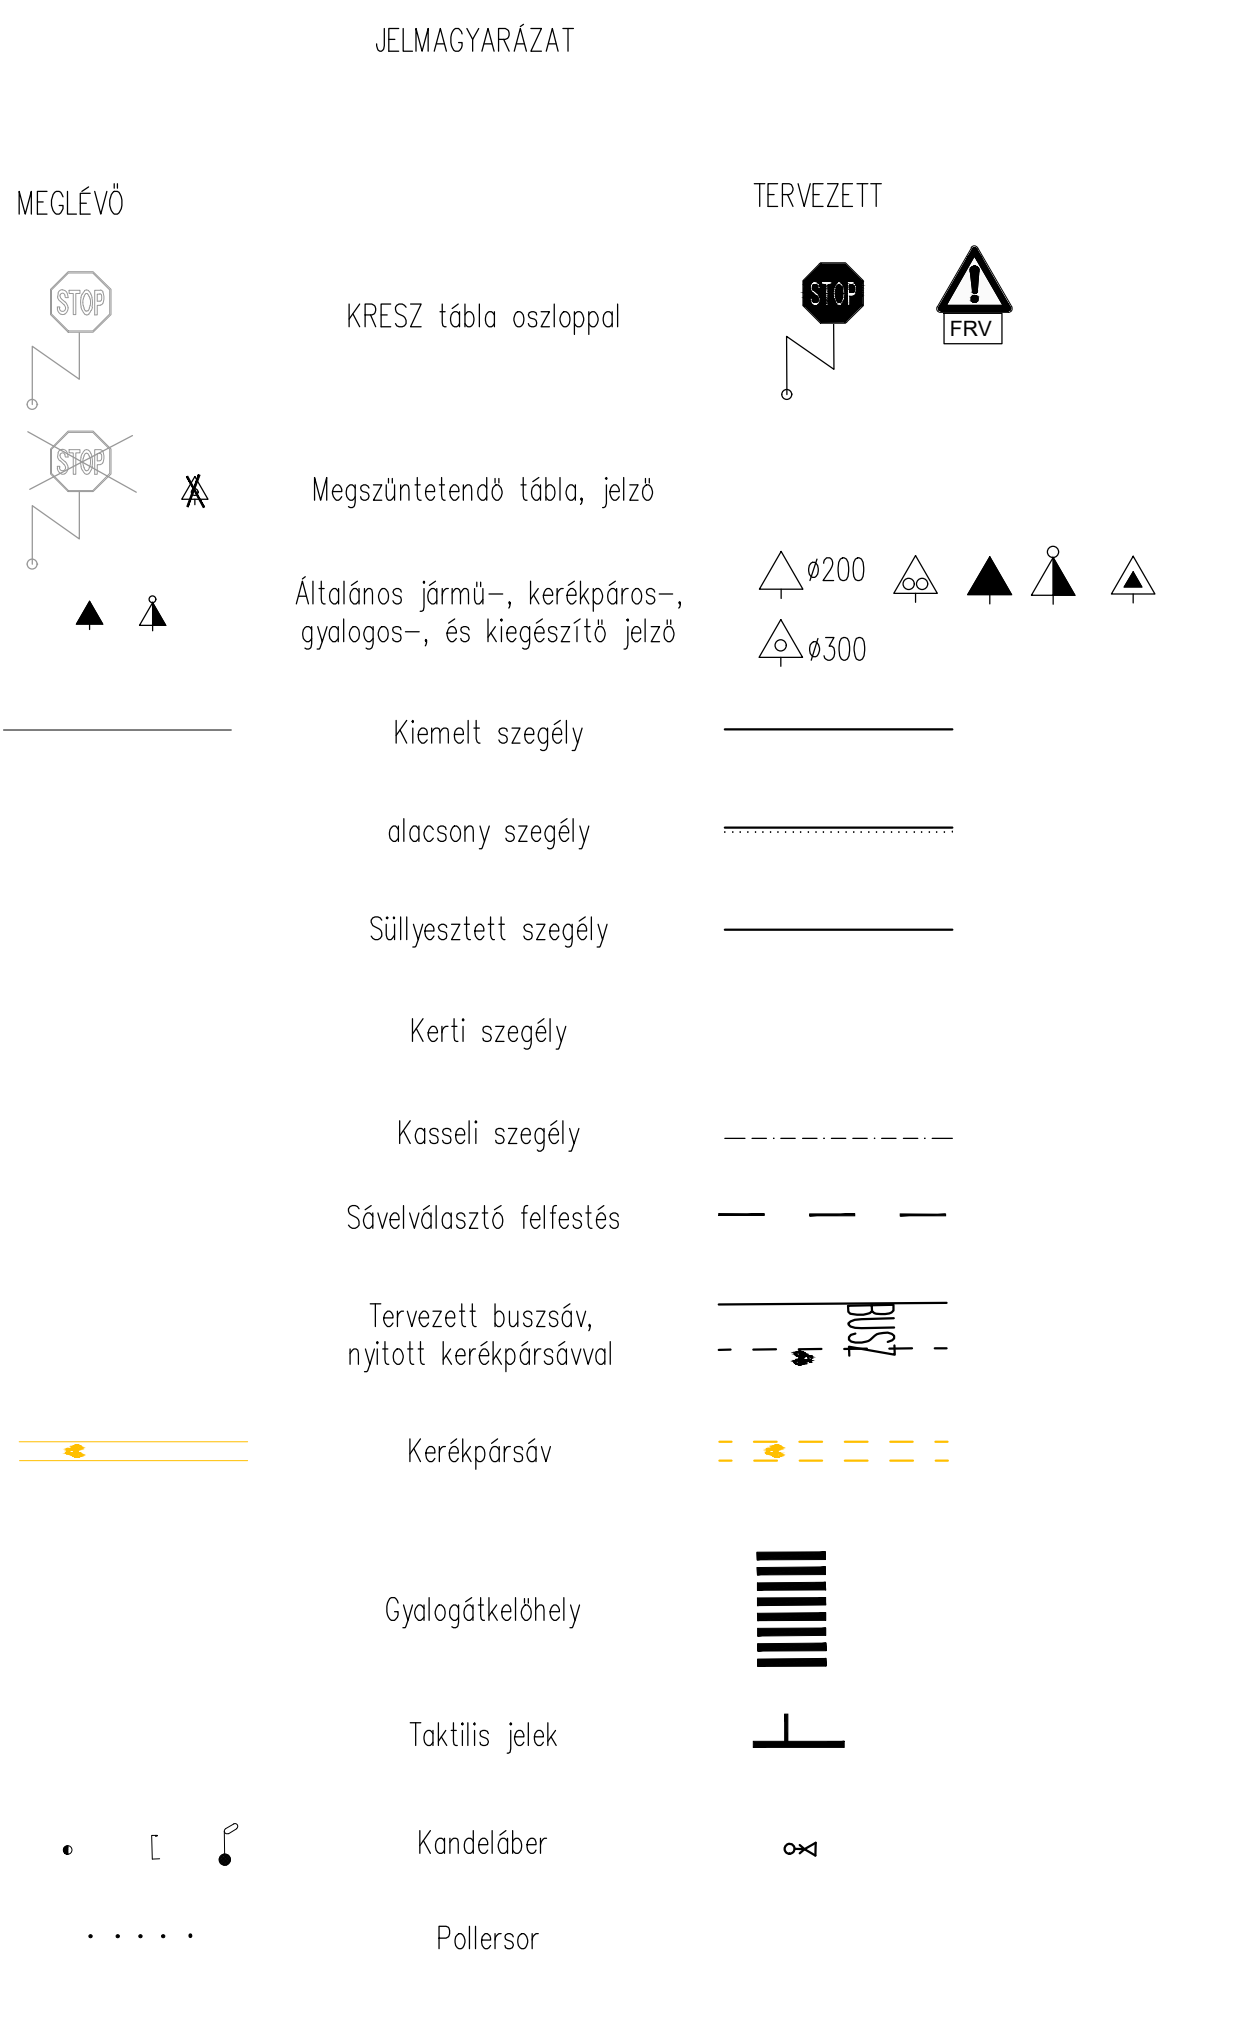 JELMAGYARÁZAT
MEGLÉVŐ
TERVEZETT
STOP
KRESZ tábla oszloppal
STOP
FRV
STOP
Megszüntetendő tábla, jelző
Általános jármű-, kerékpáros-,
gyalogos-, és kiegészítő jelző
ø200
ø300
Kiemelt szegély
alacsony szegély
Süllyesztett szegély
Kerti szegély
Kasseli szegély
Sávelválasztó felfestés
Tervezett buszsáv,
nyitott kerékpársávval
BUSZ
Kerékpársáv
Gyalogátkelőhely
Taktilis jelek
Kandeláber
Pollersor